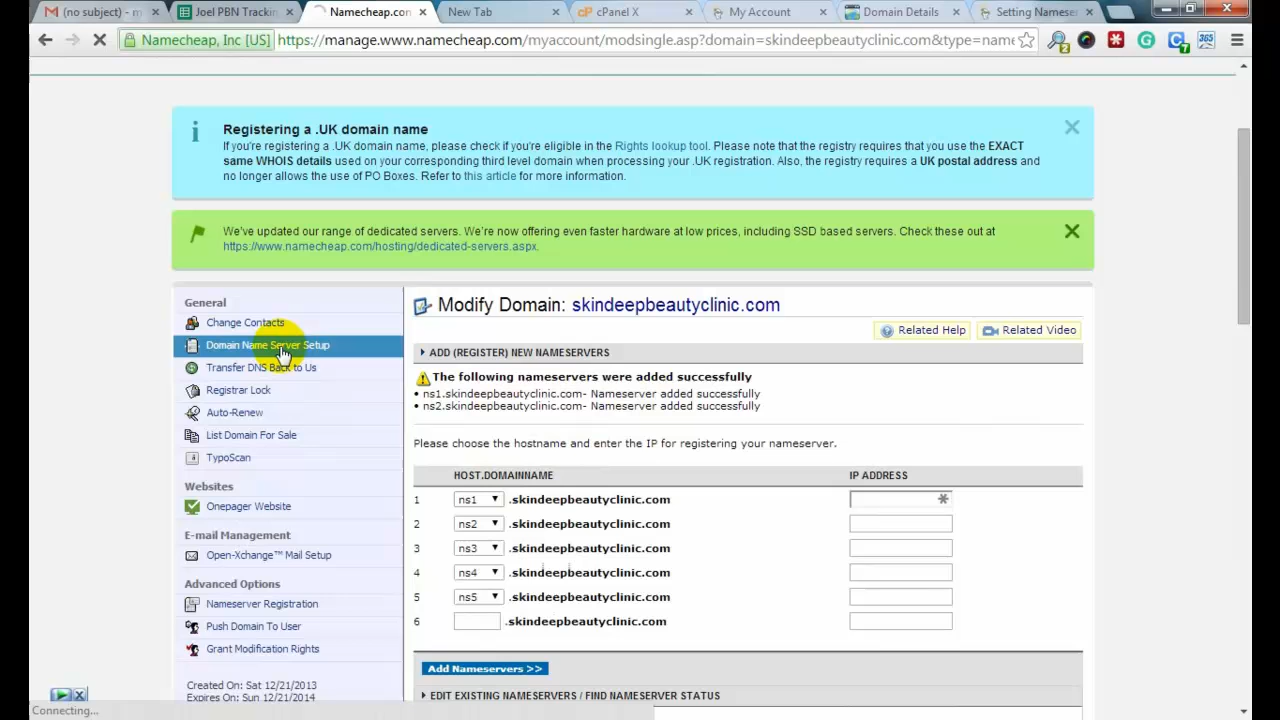 (no subject) - m
Joel PBN Trackin
Namecheap.con
New Tab
cPanel X
My Account
Domain Details
Setting Namese
Namecheap, Inc [US]
https://manage.www.namecheap.com/myaccount/modsingle.asp?domain=skindeepbeautyclinic.com&type=name
2
7
365
Registering a .UK domain name
If you're registering a .UK domain name, please check if you're eligible in the Rights lookup tool. Please note that the registry requires that you use the EXACT
same WHOIS details used on your corresponding third level domain when processing your .UK registration. Also, the registry requires a UK postal address and
no longer allows the use of PO Boxes. Refer to this article for more information.
We've updated our range of dedicated servers. We're now offering even faster hardware at low prices, including SSD based servers. Check these out at
https://www.namecheap.com/hosting/dedicated-servers.aspx.
General
Change Contacts
Domain Name Server Setup
Transfer DNS Back to Us
Registrar Lock
Auto-Renew
List Domain For Sale
TypoScan
Websites
Onepager Website
E-mail Management
Open-Xchange™ Mail Setup
Advanced Options
Nameserver Registration
Push Domain To User
Grant Modification Rights
Created On: Sat 12/21/2013
Expires On: Sun 12/21/2014
Modify Domain: skindeepbeautyclinic.com
Related Help
Related Video
ADD (REGISTER) NEW NAMESERVERS
The following nameservers were added successfully
• ns1.skindeepbeautyclinic.com- Nameserver added successfully
• ns2.skindeepbeautyclinic.com- Nameserver added successfully
Please choose the hostname and enter the IP for registering your nameserver.
HOST.DOMAINNAME IP ADDRESS
1 ns1 .skindeepbeautyclinic.com
2 ns2 .skindeepbeautyclinic.com
3 ns3 .skindeepbeautyclinic.com
4 ns4 .skindeepbeautyclinic.com
5 ns5 .skindeepbeautyclinic.com
6 .skindeepbeautyclinic.com
Add Nameservers >>
EDIT EXISTING NAMESERVERS / FIND NAMESERVER STATUS
Connecting...